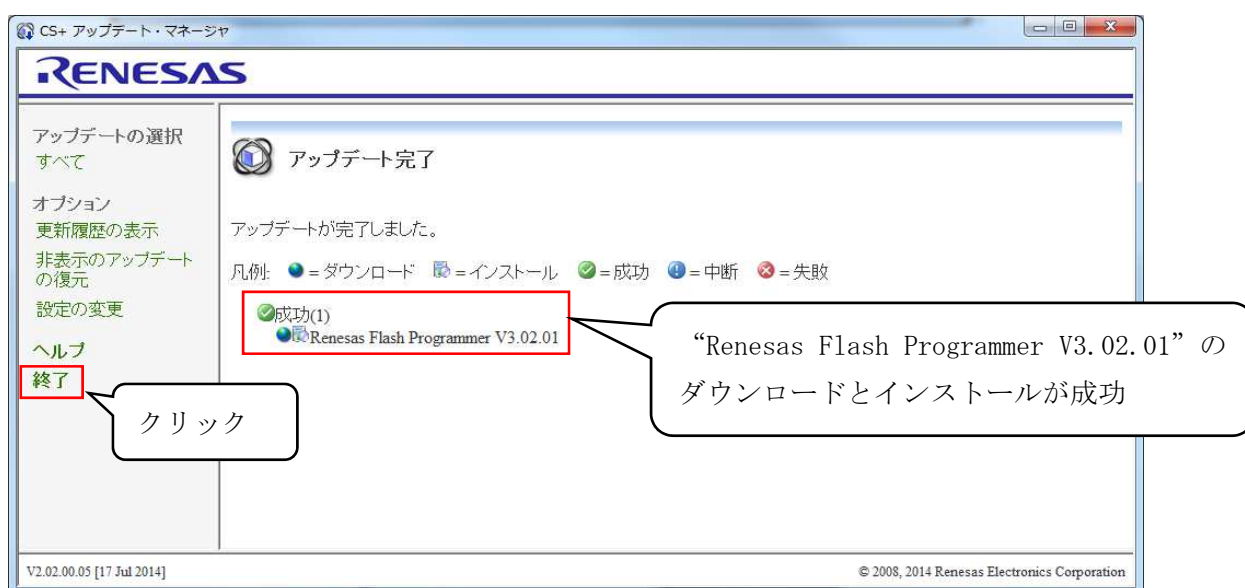 CS+ アップデート・マネージャ
RENESAS
アップデートの選択
すべて
オプション
更新履歴の表示
非表示のアップデート
の復元
設定の変更
ヘルプ
終了
クリック
アップデート完了
アップデートが完了しました。
凡例: = ダウンロード = インストール = 成功 = 中断 = 失敗
成功(1)
Renesas Flash Programmer V3.02.01
“Renesas Flash Programmer V3.02.01”の
ダウンロードとインストールが成功
V2.02.00.05 [17 Jul 2014]
© 2008, 2014 Renesas Electronics Corporation